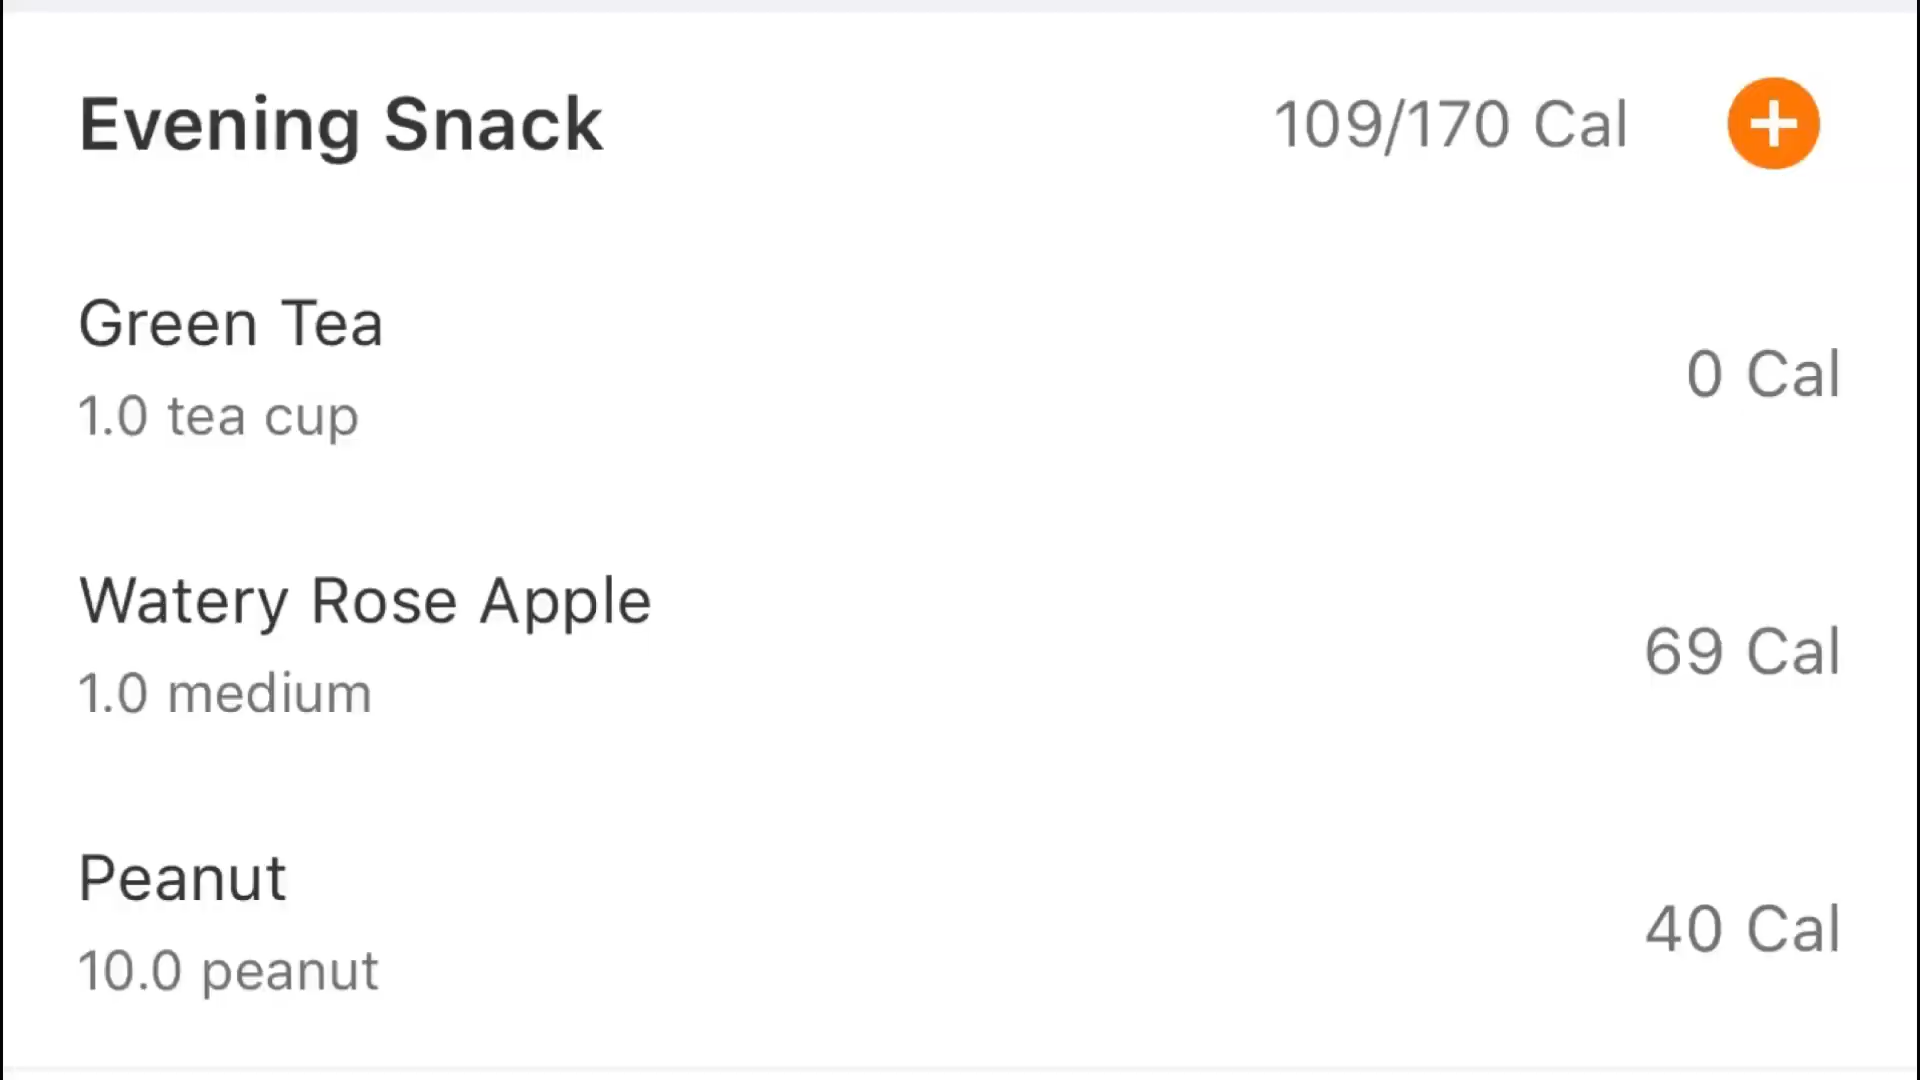 Evening Snack 109/170 Cal
Green Tea
1.0 tea cup
0 Cal
Watery Rose Apple
1.0 medium
69 Cal
Peanut
10.0 peanut
40 Cal